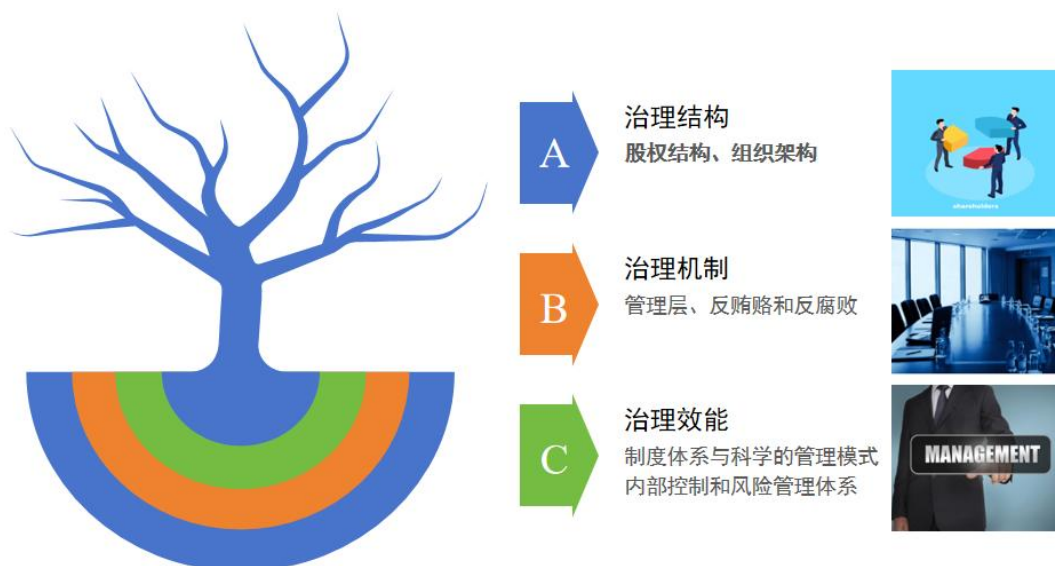 A
治理结构
股权结构、组织架构
shareholders
B
治理机制
管理层、反贿赂和反腐败
C
治理效能
制度体系与科学的管理模式
内部控制和风险管理体系
MANAGEMENT